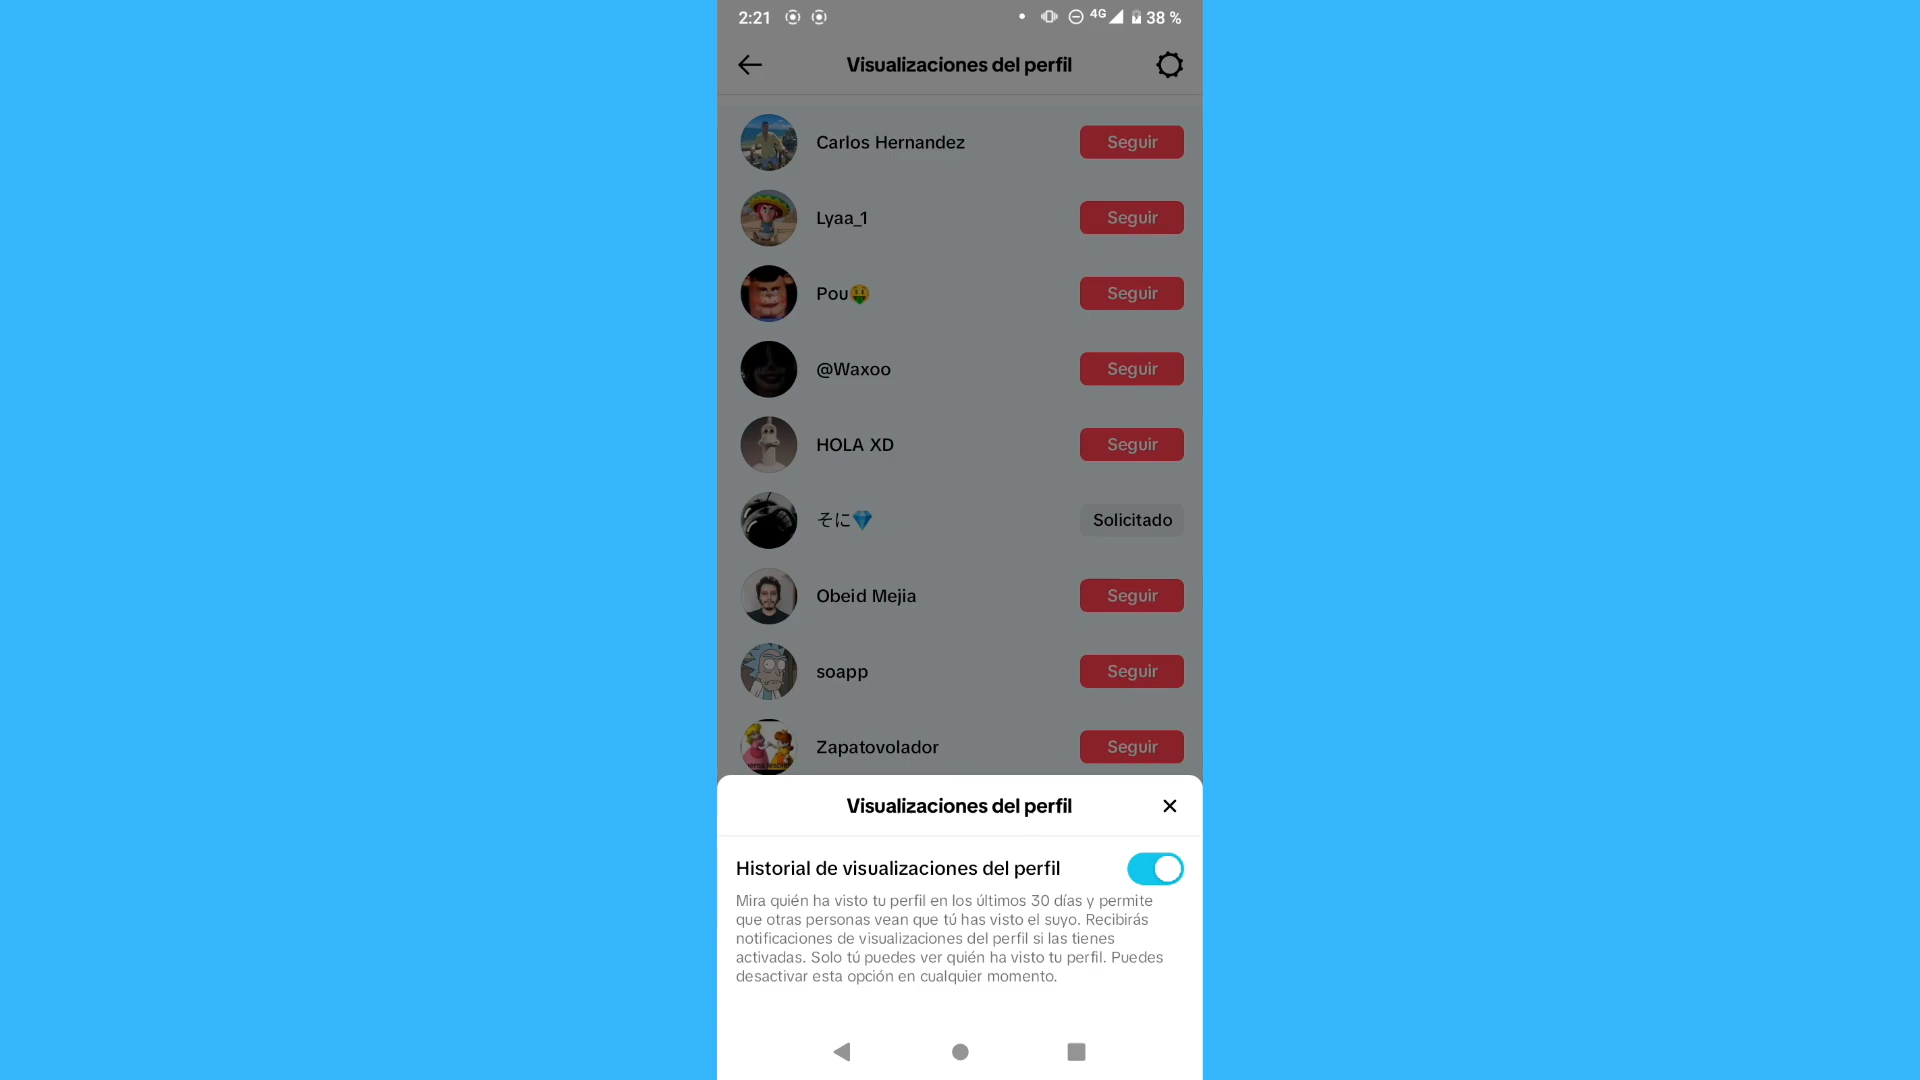 2:21
4G
38 %
Visualizaciones del perfil
Carlos Hernandez
Seguir
Lyaa_1
Seguir
Pou🤑
Seguir
@Waxoo
Seguir
HOLA XD
Seguir
そに💎
Solicitado
Obeid Mejia
Seguir
soapp
Seguir
Zapatovolador
Seguir
Visualizaciones del perfil
Historial de visualizaciones del perfil
Mira quién ha visto tu perfil en los últimos 30 días y permite
que otras personas vean que tú has visto el suyo. Recibirás
notificaciones de visualizaciones del perfil si las tienes
activadas. Solo tú puedes ver quién ha visto tu perfil. Puedes
desactivar esta opción en cualquier momento.